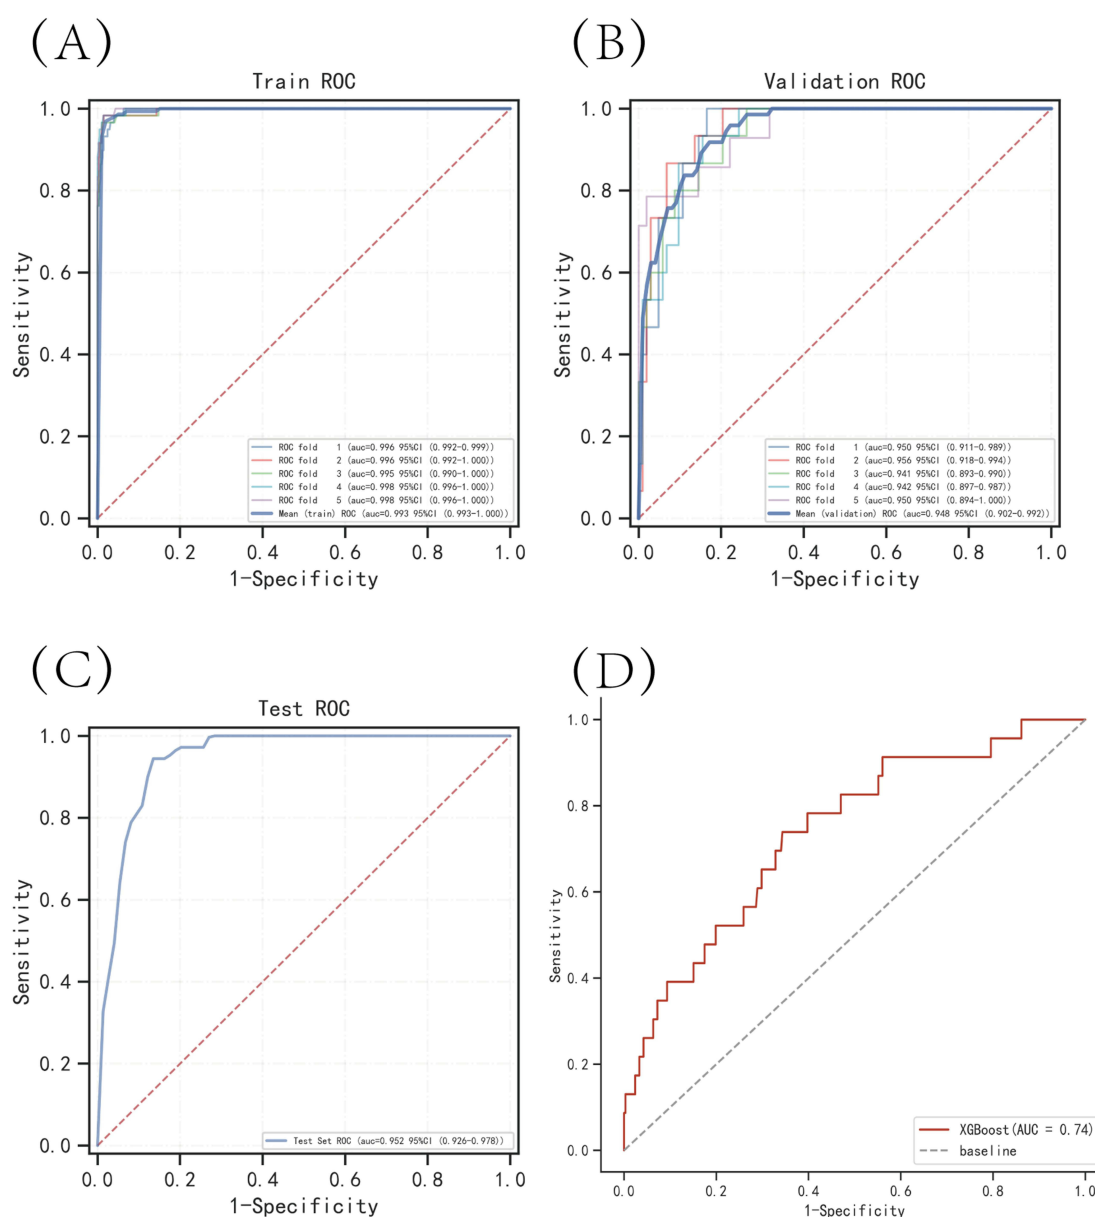 (A)
Train ROC
1.0
0.8
0.6
0.4
0.2
0.0
Sensitivity
ROC fold 1 (auc=0.996 95%CI (0.992-0.999))
ROC fold 2 (auc=0.996 95%CI (0.992-1.000))
ROC fold 3 (auc=0.995 95%CI (0.990-1.000))
ROC fold 4 (auc=0.998 95%CI (0.996-1.000))
ROC fold 5 (auc=0.998 95%CI (0.996-1.000))
Mean (train) ROC (auc=0.993 95%CI (0.993-1.000))
0.0 0.2 0.4 0.6 0.8 1.0
1-Specificity
(B)
Validation ROC
1.0
0.8
0.6
0.4
0.2
0.0
Sensitivity
ROC fold 1 (auc=0.950 95%CI (0.911-0.989))
ROC fold 2 (auc=0.956 95%CI (0.918-0.994))
ROC fold 3 (auc=0.941 95%CI (0.893-0.990))
ROC fold 4 (auc=0.942 95%CI (0.897-0.987))
ROC fold 5 (auc=0.950 95%CI (0.894-1.000))
Mean (validation) ROC (auc=0.948 95%CI (0.902-0.992))
0.0 0.2 0.4 0.6 0.8 1.0
1-Specificity
(C)
Test ROC
1.0
0.8
0.6
0.4
0.2
0.0
Sensitivity
Test Set ROC (auc=0.952 95%CI (0.926-0.978))
0.0 0.2 0.4 0.6 0.8 1.0
1-Specificity
(D)
1.0
0.8
0.6
0.4
0.2
0.0
Sensitivity
XGBoost(AUC = 0.74)
baseline
0.0 0.2 0.4 0.6 0.8 1.0
1-Specificity